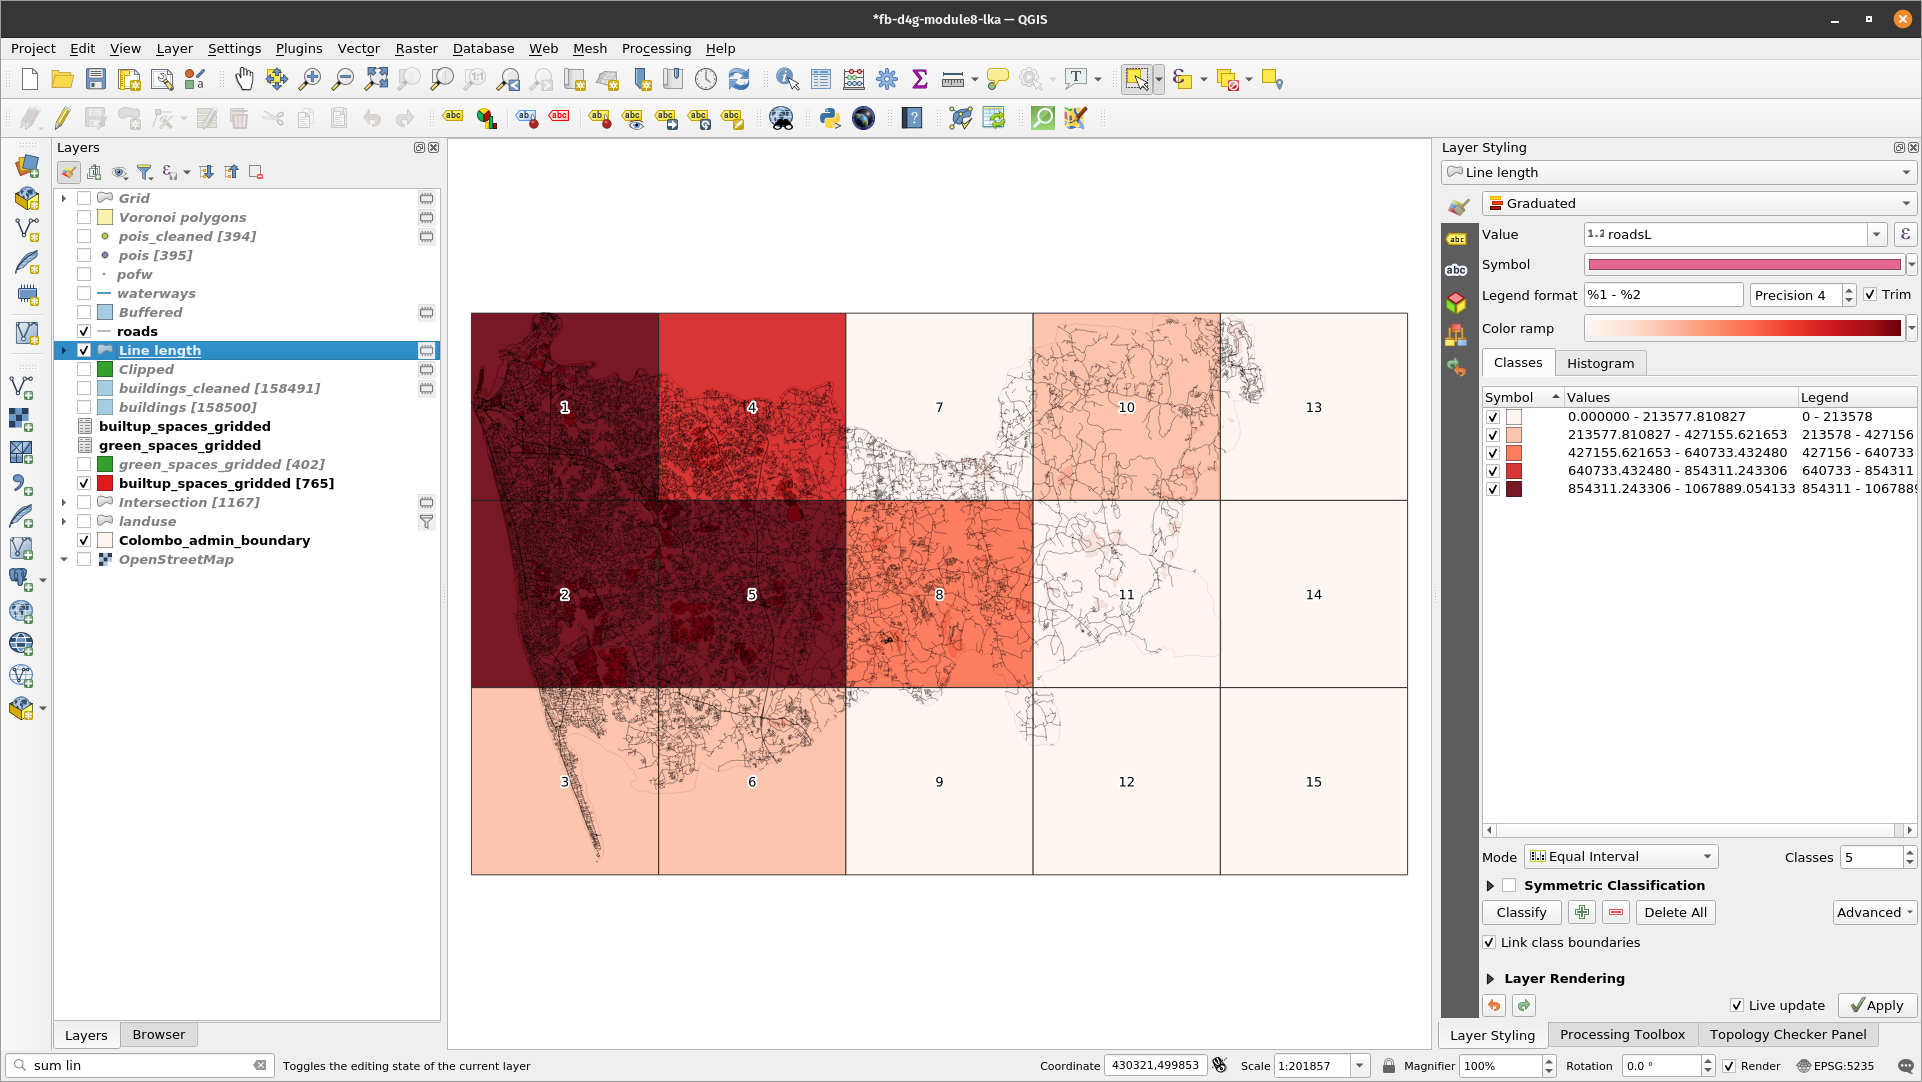 *fb-d4g-module8-lka — QGIS
Project Edit View Layer Settings Plugins Vector Raster Database Web Mesh Processing Help
Layers
Grid
Voronoi polygons
pois_cleaned [394]
pois [395]
pofw
waterways
Buffered
roads
Line length
Clipped
buildings_cleaned [158491]
buildings [158500]
builtup_spaces_gridded
green_spaces_gridded
green_spaces_gridded [402]
builtup_spaces_gridded [765]
Intersection [1167]
landuse
Colombo_admin_boundary
OpenStreetMap
Layers Browser
1 4 7 10 13
2 5 8 11 14
3 6 9 12 15
Layer Styling
Line length
Graduated
Value 1.2 roadsL ε
Symbol
Legend format %1 - %2 Precision 4 Trim
Color ramp
Classes Histogram
Symbol Values Legend
0.000000 - 213577.810827 0 - 213578
213577.810827 - 427155.621653 213578 - 427156
427155.621653 - 640733.432480 427156 - 640733
640733.432480 - 854311.243306 640733 - 854311
854311.243306 - 1067889.054133 854311 - 1067889
Mode Equal Interval Classes 5
Symmetric Classification
Classify Delete All Advanced
Link class boundaries
Layer Rendering
Live update Apply
Layer Styling Processing Toolbox Topology Checker Panel
sum lin Toggles the editing state of the current layer Coordinate 430321,499853 Scale 1:201857 Magnifier 100% Rotation 0.0 ° Render EPSG:5235